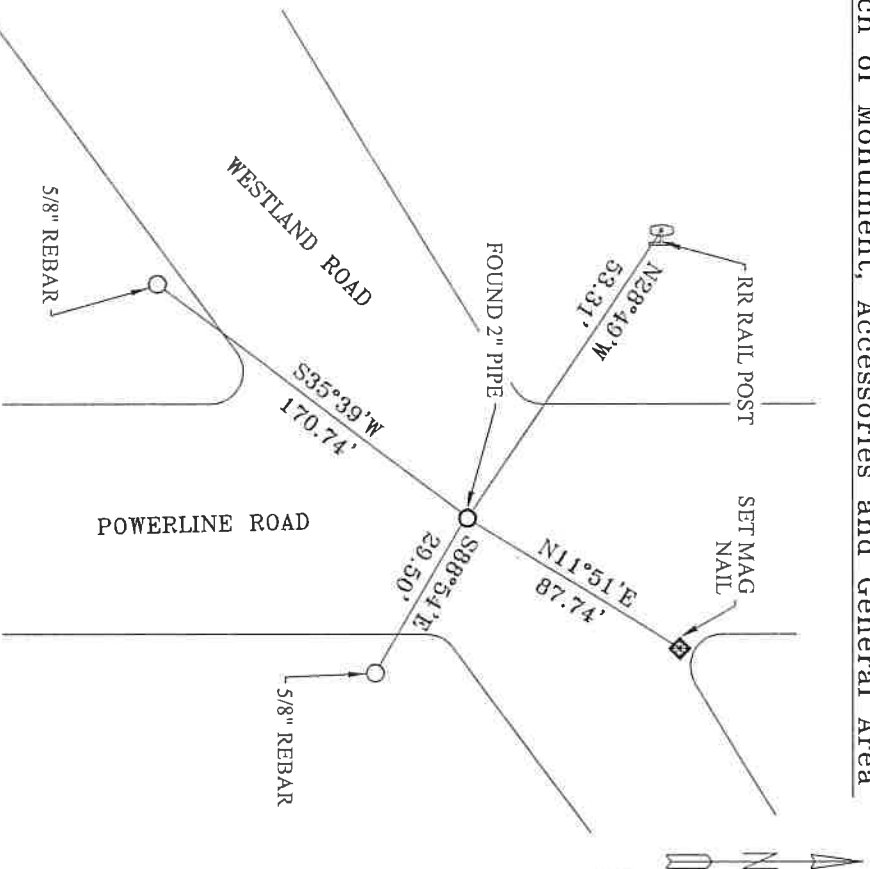 ch of Monument, Accessories and General Area
RR RAIL POST
N28°49'W
53.31'
FOUND 2" PIPE
WESTLAND ROAD
5/8" REBAR
S35°39'W
170.74'
POWERLINE ROAD
SET MAG
NAIL
N11°51'E
87.74'
S88°54'E
29.50'
5/8" REBAR
N